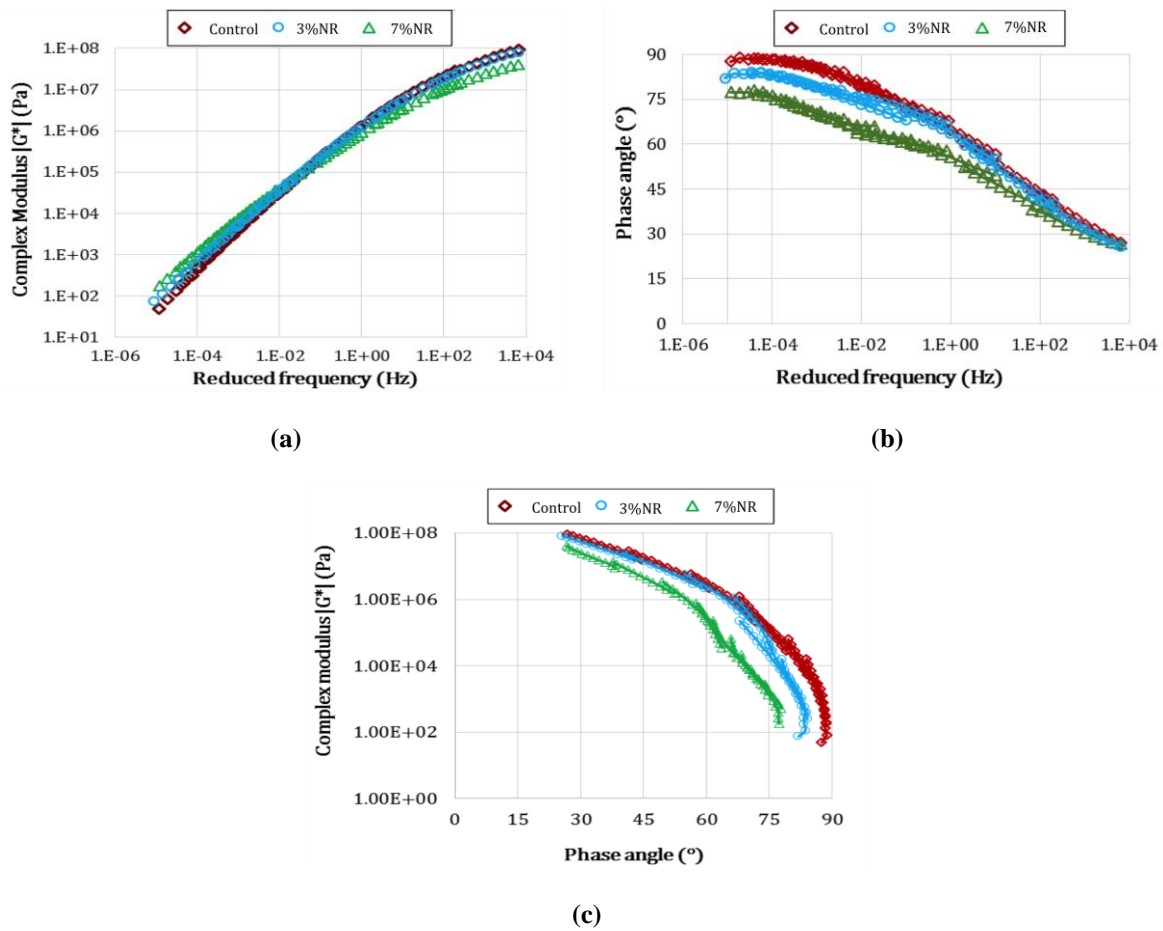 Control 3%NR 7%NR
1.E+08
1.E+07
1.E+06
1.E+05
1.E+04
1.E+03
1.E+02
1.E+01
Complex Modulus|G*| (Pa)
1.E-06 1.E-04 1.E-02 1.E+00 1.E+02 1.E+04
Reduced frequency (Hz)
(a)
Control 3%NR 7%NR
90
75
60
45
30
15
0
Phase angle (°)
1.E-06 1.E-04 1.E-02 1.E+00 1.E+02 1.E+04
Reduced frequency (Hz)
(b)
Control 3%NR 7%NR
1.00E+08
1.00E+06
1.00E+04
1.00E+02
1.00E+00
Complex modulus|G*| (Pa)
0 15 30 45 60 75 90
Phase angle (°)
(c)